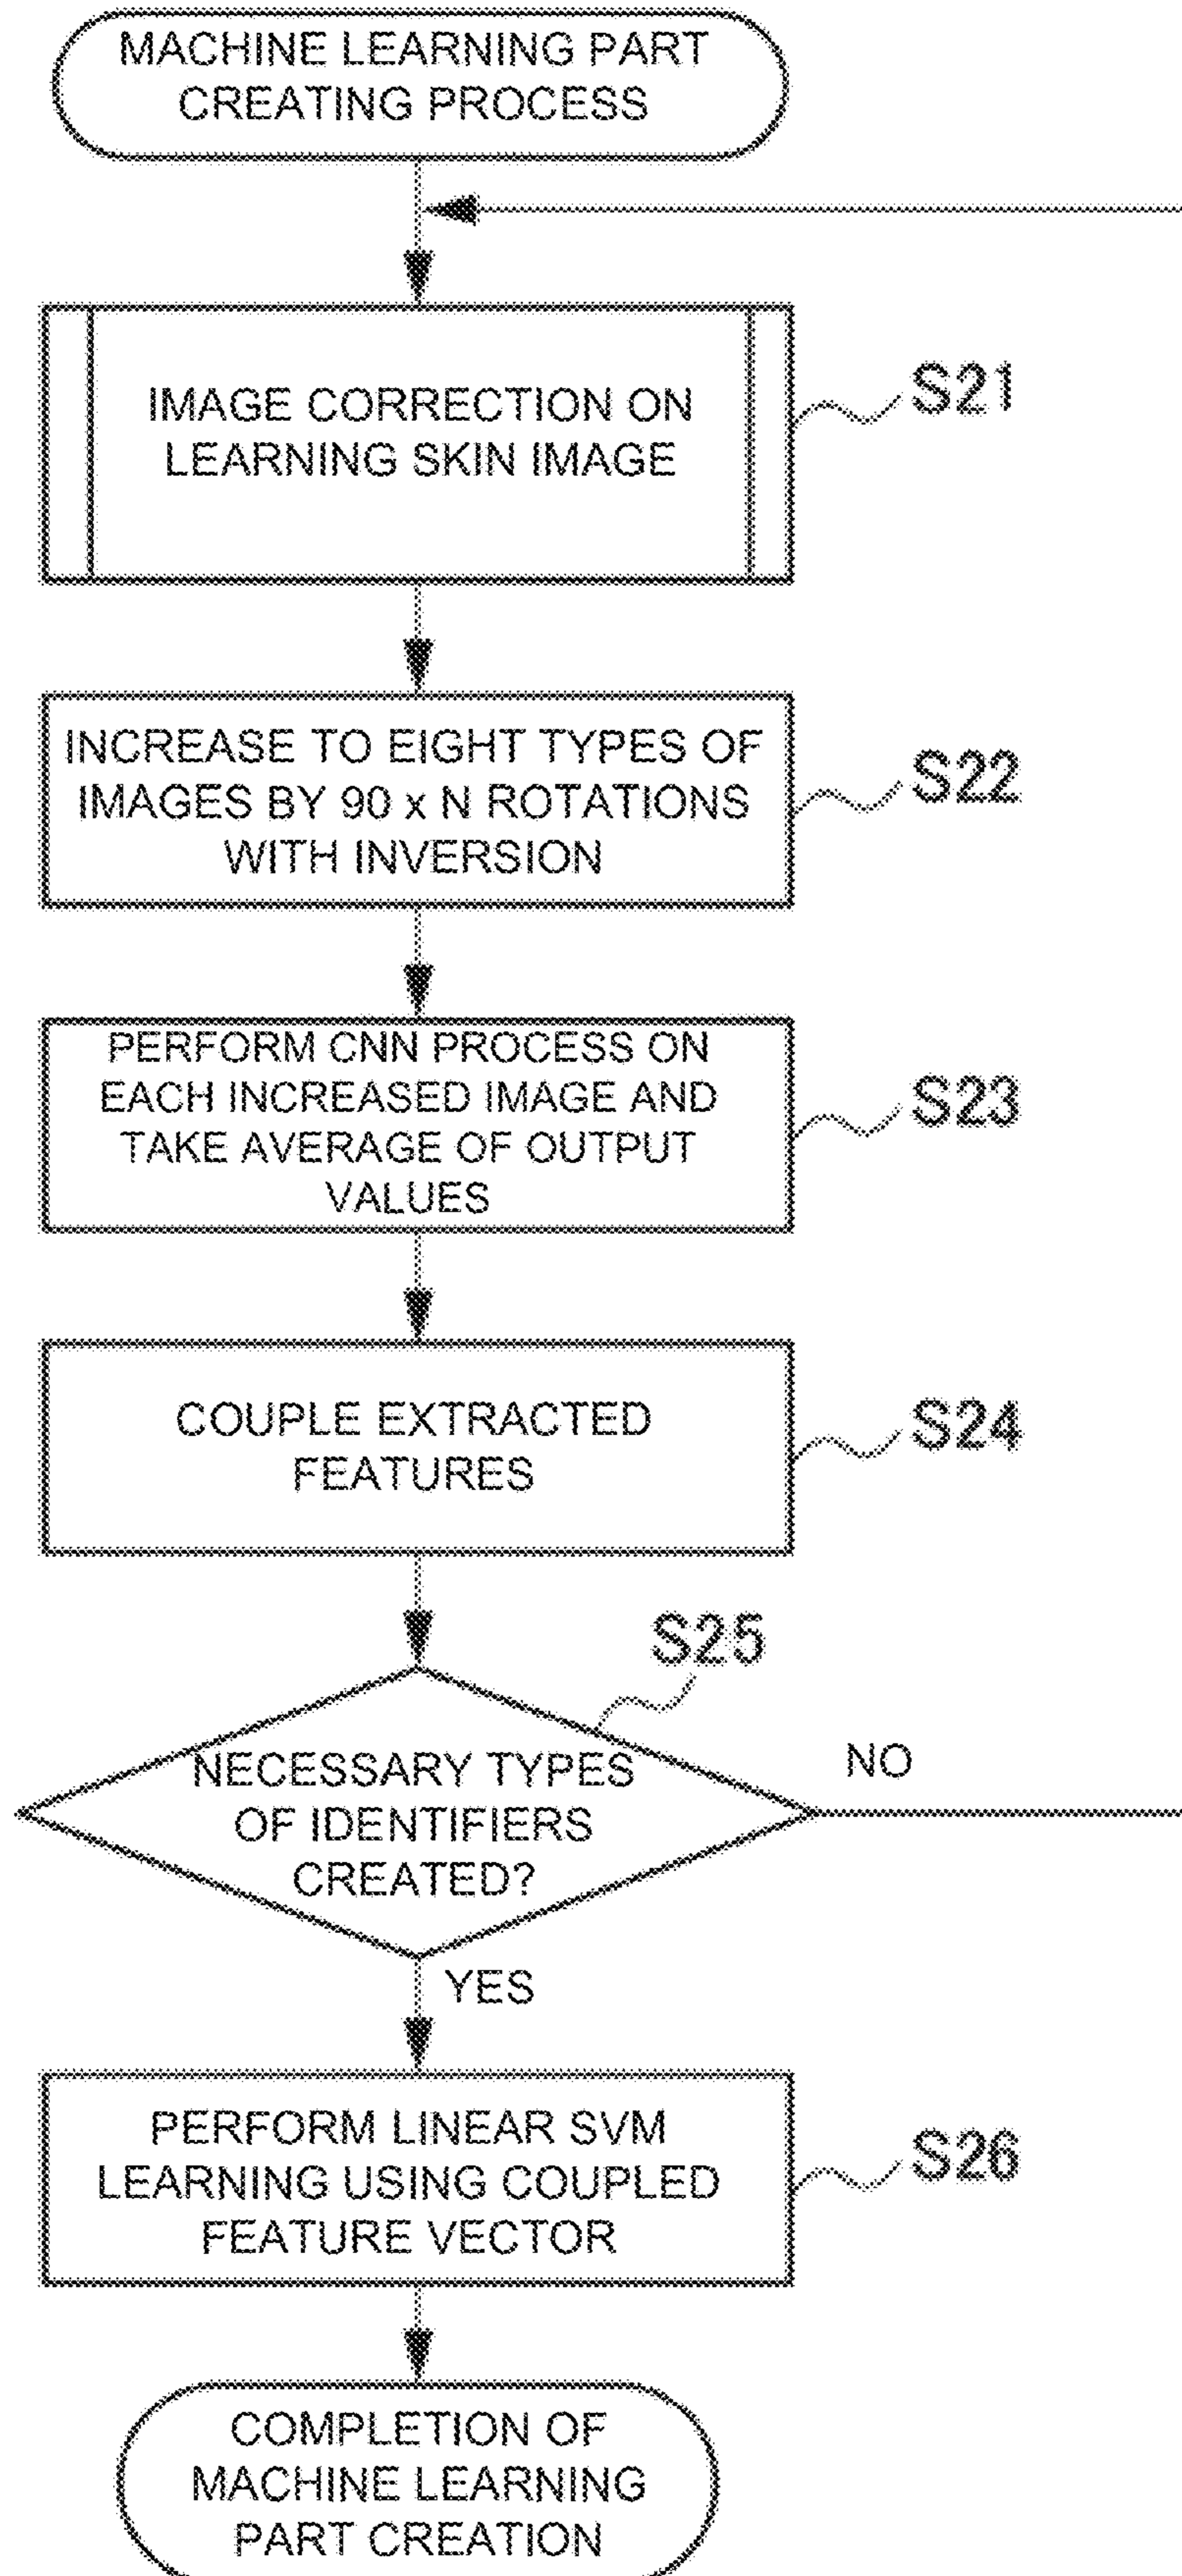 MACHINE LEARNING PART
CREATING PROCESS
IMAGE CORRECTION ON
LEARNING SKIN IMAGE
S21
INCREASE TO EIGHT TYPES OF
IMAGES BY 90 x N ROTATIONS
WITH INVERSION
S22
PERFORM CNN PROCESS ON
EACH INCREASED IMAGE AND
TAKE AVERAGE OF OUTPUT
VALUES
S23
COUPLE EXTRACTED
FEATURES
S24
S25
NECESSARY TYPES
OF IDENTIFIERS
CREATED?
NO
YES
PERFORM LINEAR SVM
LEARNING USING COUPLED
FEATURE VECTOR
S26
COMPLETION OF
MACHINE LEARNING
PART CREATION